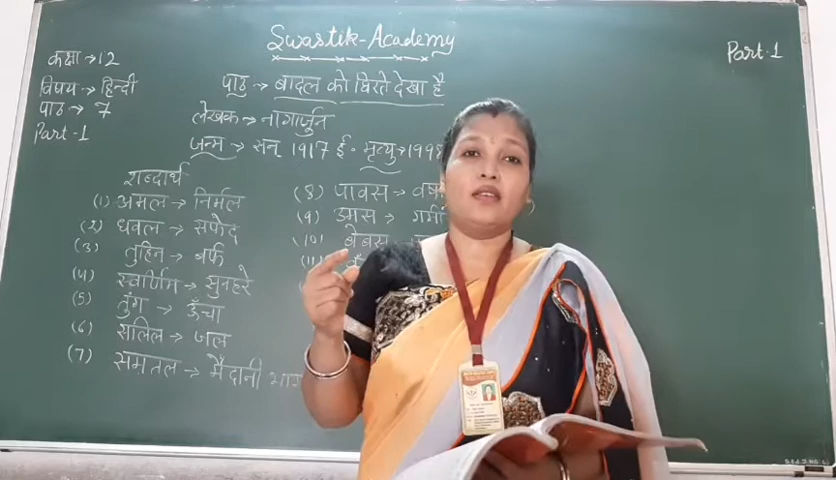 Swastik-Academy
Part-1
कक्षा → 12
विषय → हिन्दी
पाठ → 7
Part-1
पाठ → बादल को घिरते देखा है
लेखक → नागार्जुन
जन्म → सन् 1917 ई॰ मृत्यु → 1998
शब्दार्थ
(1) अमल → निर्मल
(2) धवल → सफेद
(3) तुहिन → बर्फ
(4) स्वर्णिम → सुनहरे
(5) तुंग → ऊँचा
(6) सलिल → जल
(7) समतल → मैदानी
(8) पावस →
(9) उमस →
(10) बेबस
(11)